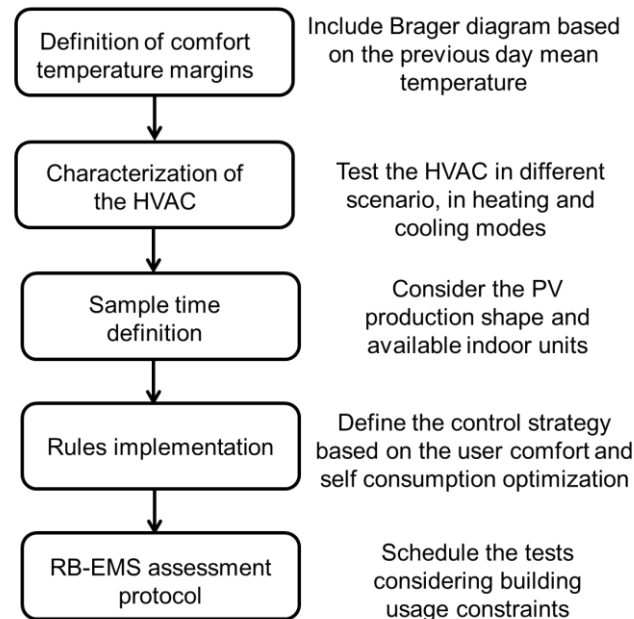 Definition of comfort
temperature margins
Include Brager diagram based
on the previous day mean
temperature
Characterization of
the HVAC
Test the HVAC in different
scenario, in heating and
cooling modes
Sample time
definition
Consider the PV
production shape and
available indoor units
Rules implementation
Define the control strategy
based on the user comfort and
self consumption optimization
RB-EMS assessment
protocol
Schedule the tests
considering building
usage constraints